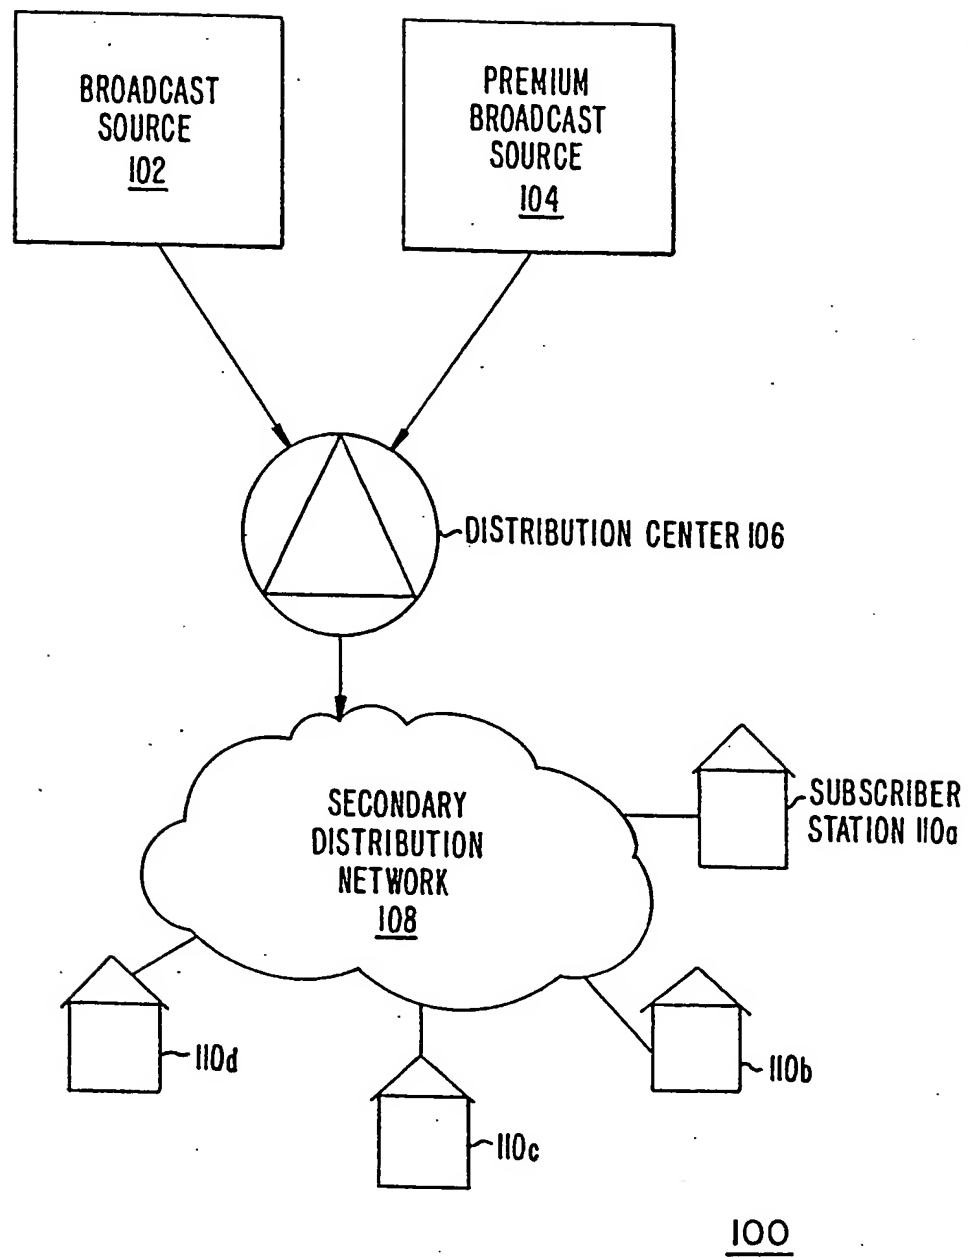 BROADCAST
SOURCE
102
PREMIUM
BROADCAST
SOURCE
104
DISTRIBUTION CENTER 106
SECONDARY
DISTRIBUTION
NETWORK
108
SUBSCRIBER
STATION 110a
110d
110b
110c
100